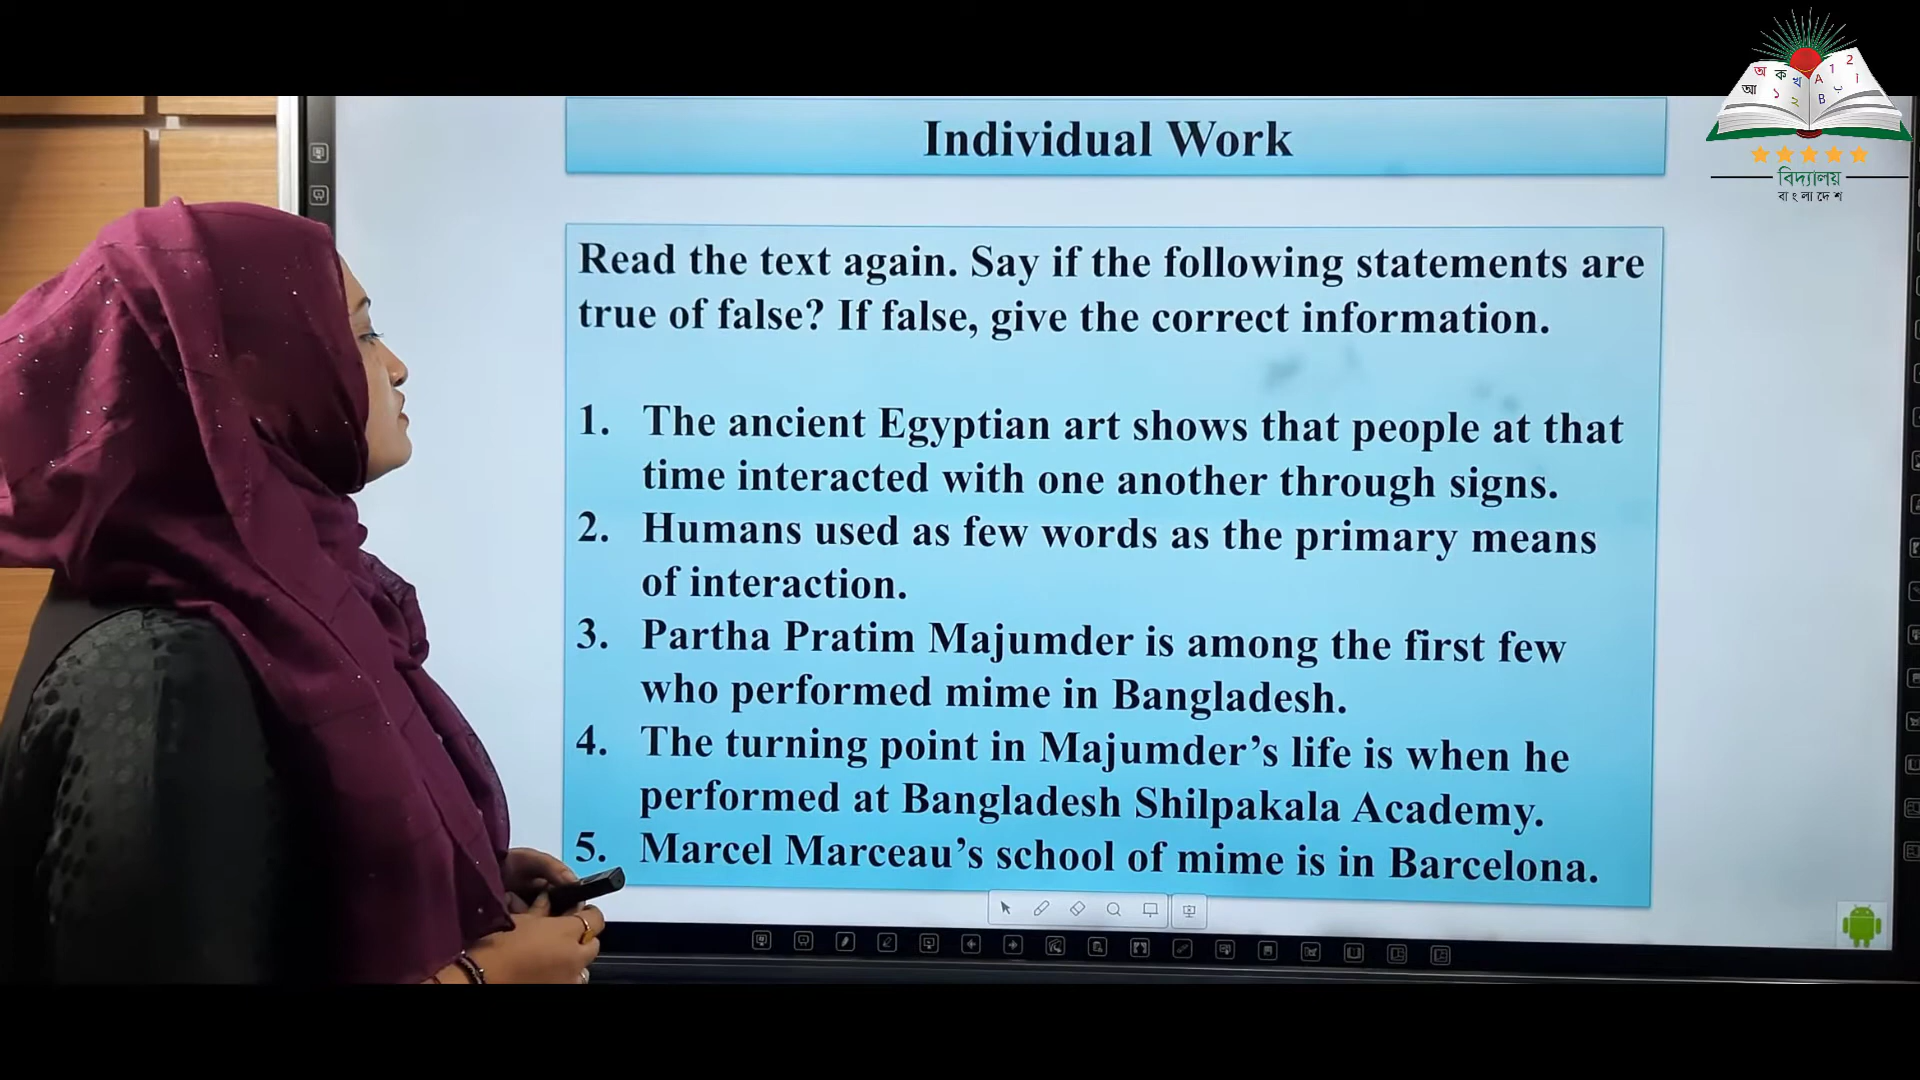 Individual Work
Read the text again. Say if the following statements are
true of false? If false, give the correct information.
1. The ancient Egyptian art shows that people at that
time interacted with one another through signs.
2. Humans used as few words as the primary means
of interaction.
3. Partha Pratim Majumder is among the first few
who performed mime in Bangladesh.
4. The turning point in Majumder’s life is when he
performed at Bangladesh Shilpakala Academy.
5. Marcel Marceau’s school of mime is in Barcelona.
অ ক খ A 1 2
আ ১ ২ B
বিদ্যালয়
বাংলাদেশ